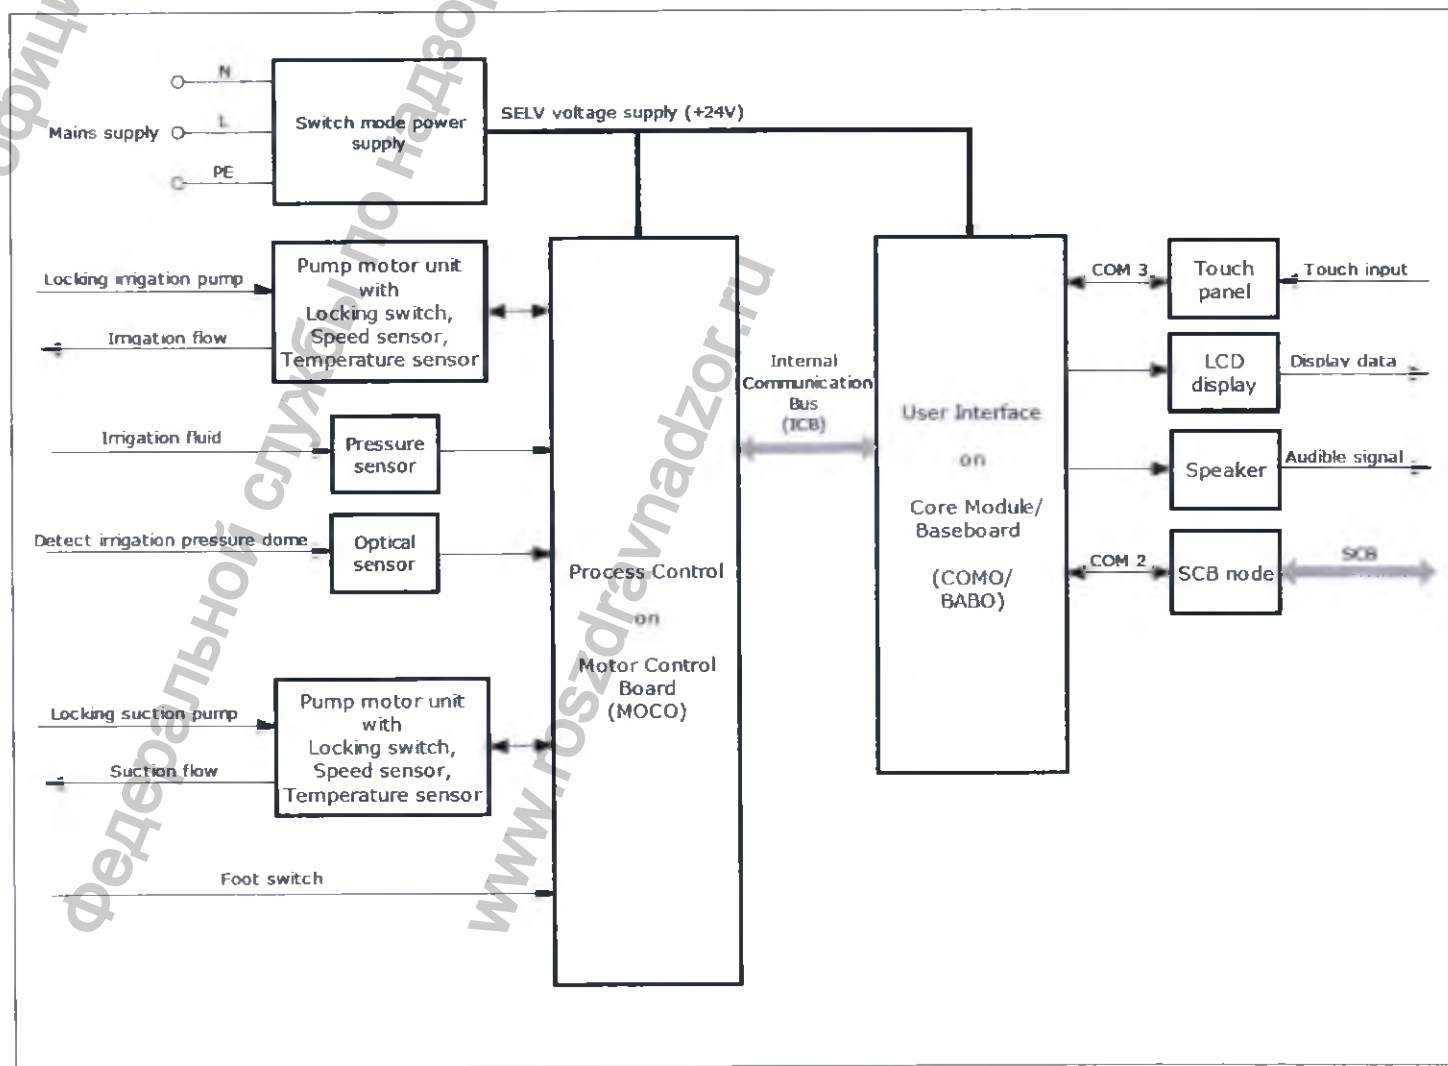 N
Mains supply
L
PE
Switch mode power
supply
SELV voltage supply (+24V)
Locking irrigation pump
Irrigation flow
Pump motor unit
with
Locking switch,
Speed sensor,
Temperature sensor
Irrigation fluid
Pressure
sensor
Detect irrigation pressure dome
Optical
sensor
Locking suction pump
Suction flow
Pump motor unit
with
Locking switch,
Speed sensor,
Temperature sensor
Foot switch
Process Control
on
Motor Control
Board
(MOCO)
Internal
Communication
Bus
(ICB)
User Interface
on
Core Module/
Baseboard
(COMO/
BABO)
COM 3
Touch
panel
Touch input
LCD
display
Display data
Speaker
Audible signal
COM 2
SCB node
SCB
Федеральной службы по надзор
www.roszdravnadzor.ru